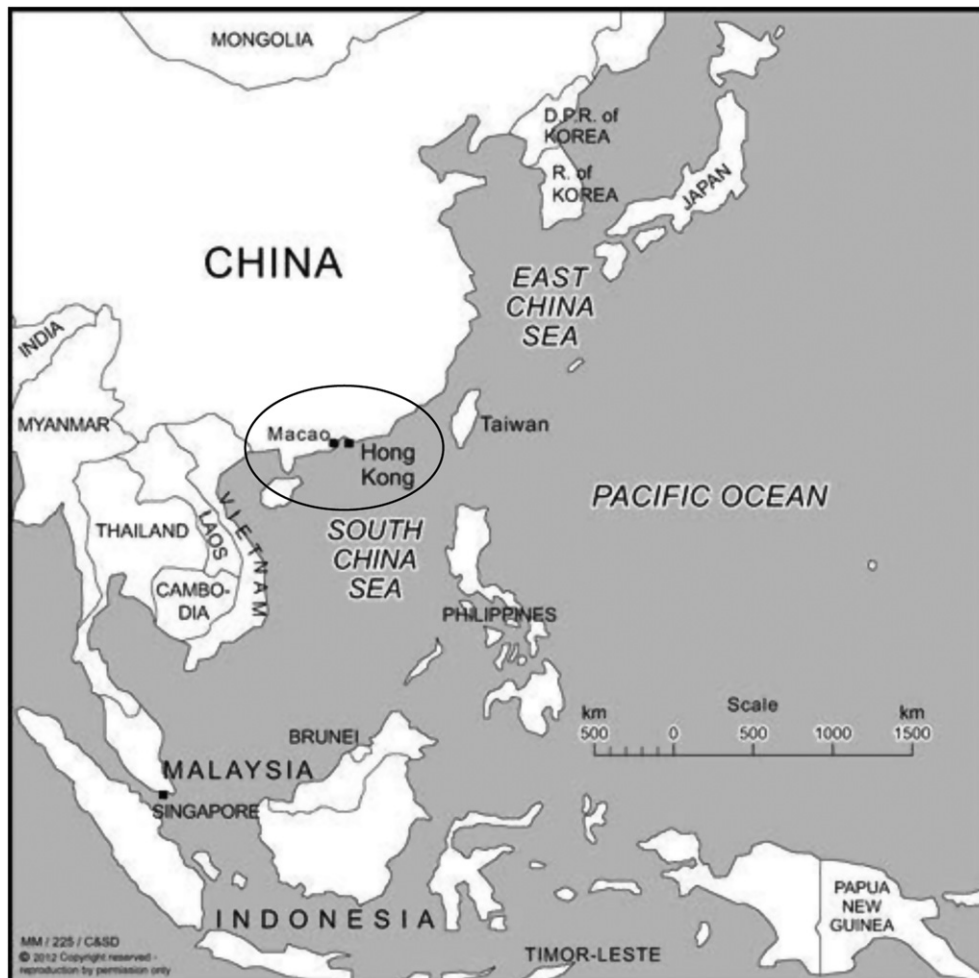 MONGOLIA
D.P.R. of
KOREA
R. of
KOREA
JAPAN
CHINA
EAST
CHINA
SEA
INDIA
MYANMAR
Macao
Hong
Kong
Taiwan
PACIFIC OCEAN
THAILAND
LAOS
VIETNAM
SOUTH
CHINA
SEA
CAMBO-
DIA
PHILIPPINES
Scale
km
km
500 0 500 1000 1500
BRUNEI
MALAYSIA
SINGAPORE
INDONESIA
PAPUA
NEW
GUINEA
TIMOR-LESTE
MM / 225 / C&SD
© 2012 Copyright reserved -
reproduction by permission only